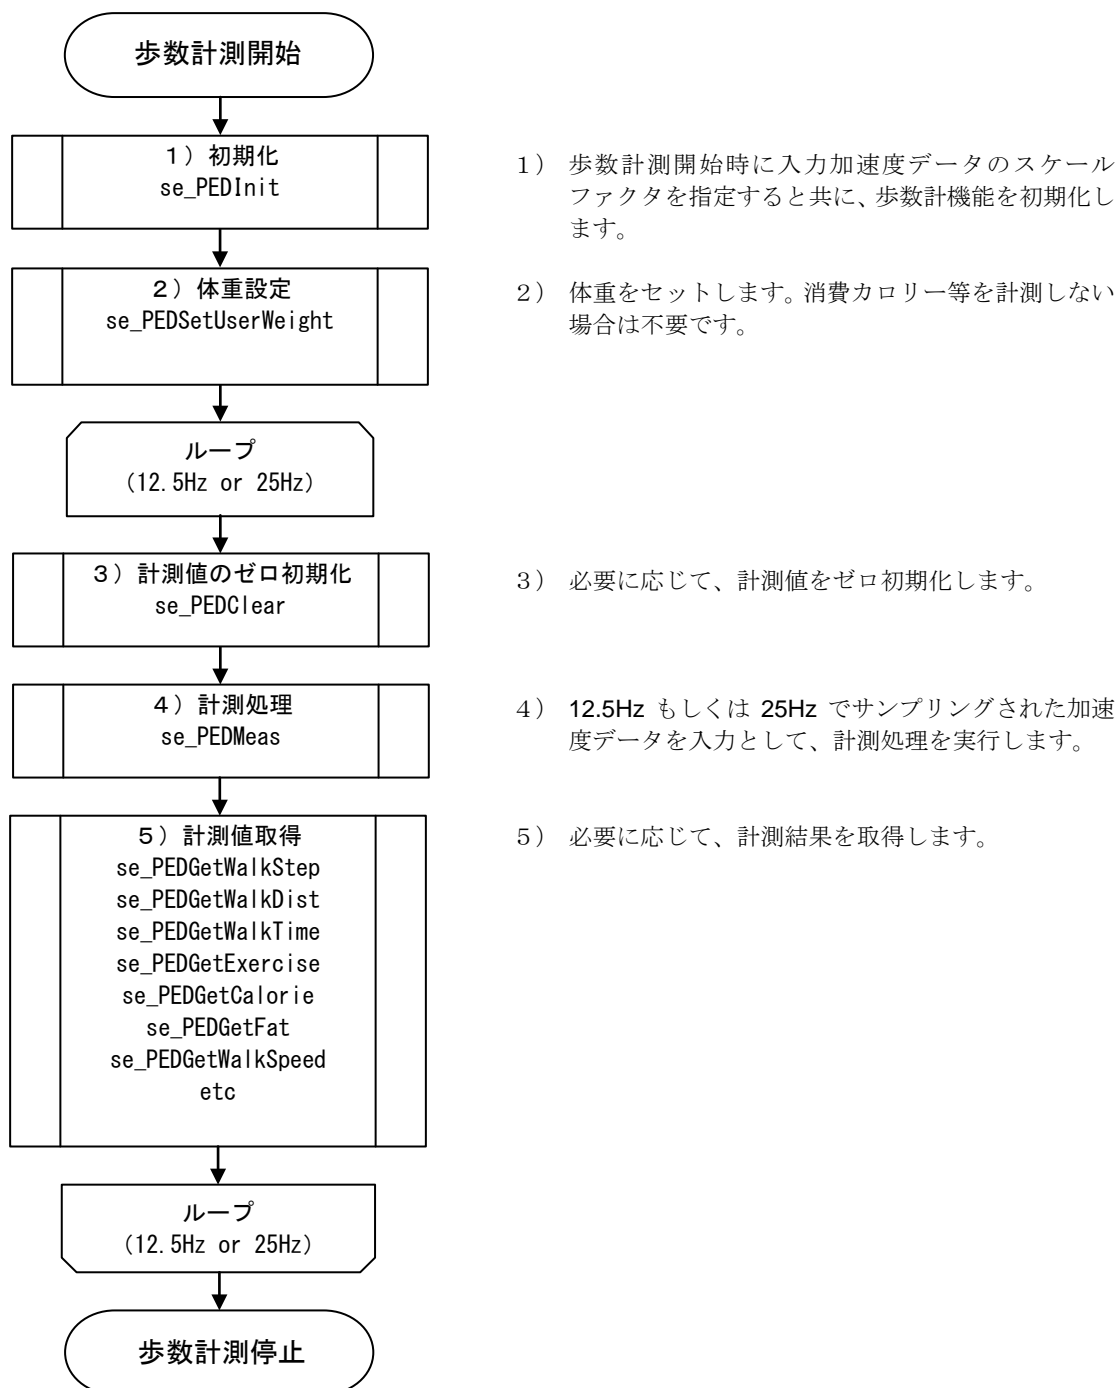 歩数計測開始
１）初期化
se_PEDInit
１） 歩数計測開始時に入力加速度データのスケール
ファクタを指定すると共に、歩数計機能を初期化し
ます。
２）体重設定
se_PEDSetUserWeight
２） 体重をセットします。消費カロリー等を計測しない
場合は不要です。
ループ
(12.5Hz or 25Hz)
３）計測値のゼロ初期化
se_PEDClear
３） 必要に応じて、計測値をゼロ初期化します。
４）計測処理
se_PEDMeas
４） 12.5Hz もしくは 25Hz でサンプリングされた加速
度データを入力として、計測処理を実行します。
５）計測値取得
se_PEDGetWalkStep
se_PEDGetWalkDist
se_PEDGetWalkTime
se_PEDGetExercise
se_PEDGetCalorie
se_PEDGetFat
se_PEDGetWalkSpeed
etc
５） 必要に応じて、計測結果を取得します。
ループ
(12.5Hz or 25Hz)
歩数計測停止